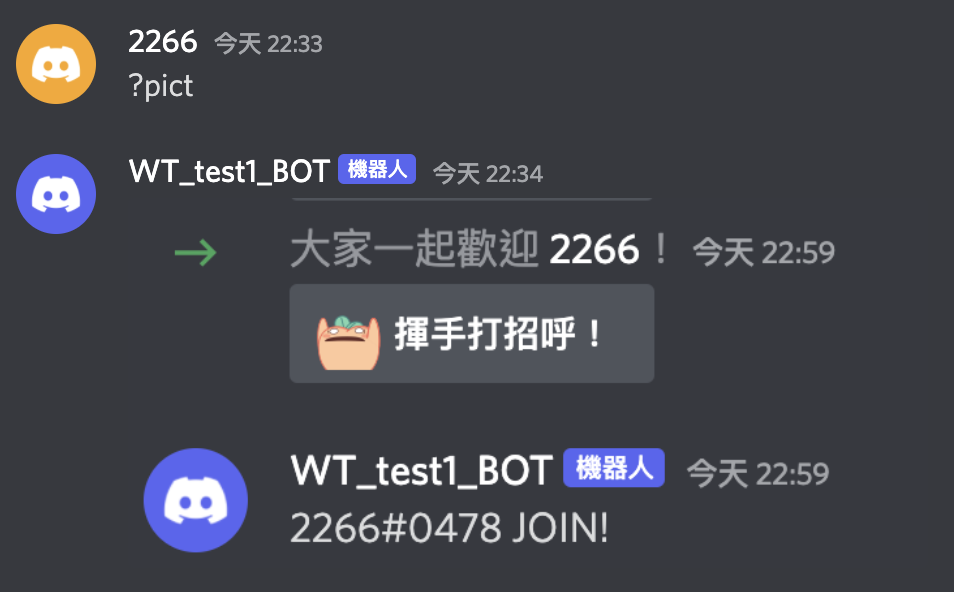 2266 今天 22:33
?pict
WT_test1_BOT 機器人 今天 22:34
大家一起歡迎 2266！ 今天 22:59
揮手打招呼！
WT_test1_BOT 機器人 今天 22:59
2266#0478 JOIN!